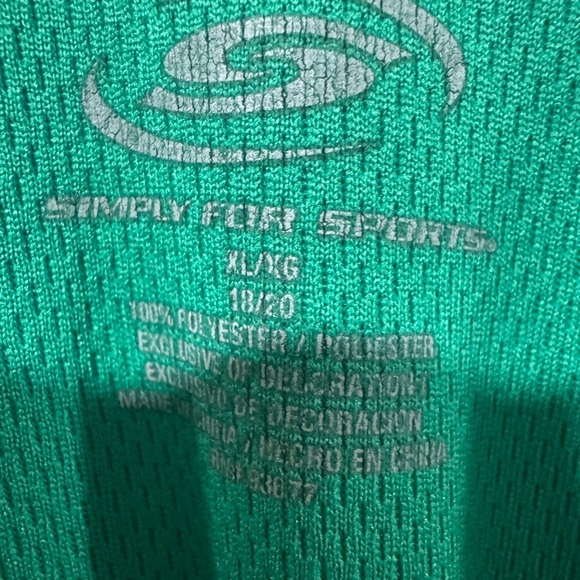 SIMPLY FOR SPORTS®
XL/XG
18/20
100% POLYESTER / POLIESTER
EXCLUSIVE OF DECORATION /
EXCLUSIVO DE DECORACION
MADE IN CHINA / HECHO EN CHINA